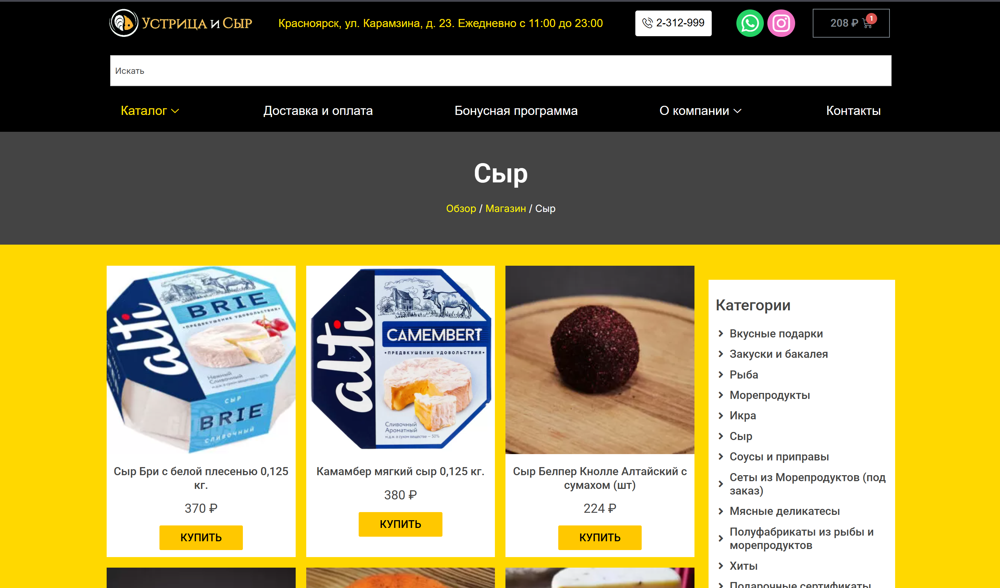 Устрица и Сыр
Красноярск, ул. Карамзина, д. 23. Ежедневно с 11:00 до 23:00
2-312-999
208 ₽
1
Искать
Каталог
Доставка и оплата
Бонусная программа
О компании
Контакты
Сыр
Обзор / Магазин / Сыр
alti
BRIE
•ПРЕДВКУШЕНИЕ УДОВОЛЬСТВИЯ•
Нежный
Сливочный
м.д.ж. в сухом веществе – 60%
СЫР
BRIE
СЛИВОЧНЫЙ
Сыр Бри с белой плесенью 0,125
кг.
370 ₽
КУПИТЬ
alti
CAMEMBERT
•ПРЕДВКУШЕНИЕ УДОВОЛЬСТВИЯ•
Сливочный
Ароматный
м.д.ж. в сухом веществе – 50%
Камамбер мягкий сыр 0,125 кг.
380 ₽
КУПИТЬ
Сыр Белпер Кнолле Алтайский с
сумахом (шт)
224 ₽
КУПИТЬ
Категории
Вкусные подарки
Закуски и бакалея
Рыба
Морепродукты
Икра
Сыр
Соусы и приправы
Сеты из Морепродуктов (под
заказ)
Мясные деликатесы
Полуфабрикаты из рыбы и
морепродуктов
Хиты
Подарочные сертификаты